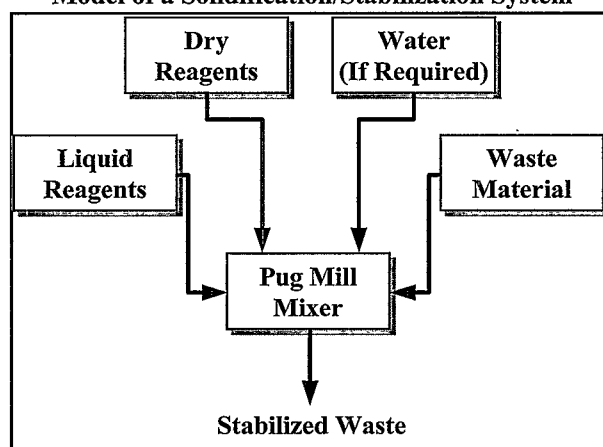 Model of a Solidification/Stabilization System
Dry
Reagents
Water
(If Required)
Liquid
Reagents
Waste
Material
Pug Mill
Mixer
Stabilized Waste